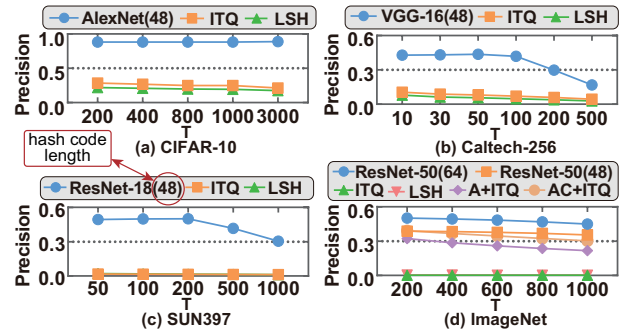 AlexNet(48) ITQ LSH
Precision
1.0
0.5
0.0
200 400 800 1000 3000
T
(a) CIFAR-10
VGG-16(48) ITQ LSH
Precision
0.6
0.3
0.0
10 30 50 100 200 500
T
(b) Caltech-256
hash code
length
ResNet-18(48) ITQ LSH
Precision
0.6
0.3
0.0
50 100 200 500 1000
T
(c) SUN397
ResNet-50(64) ResNet-50(48)
ITQ LSH A+ITQ AC+ITQ
Precision
0.6
0.3
0.0
200 400 600 800 1000
T
(d) ImageNet